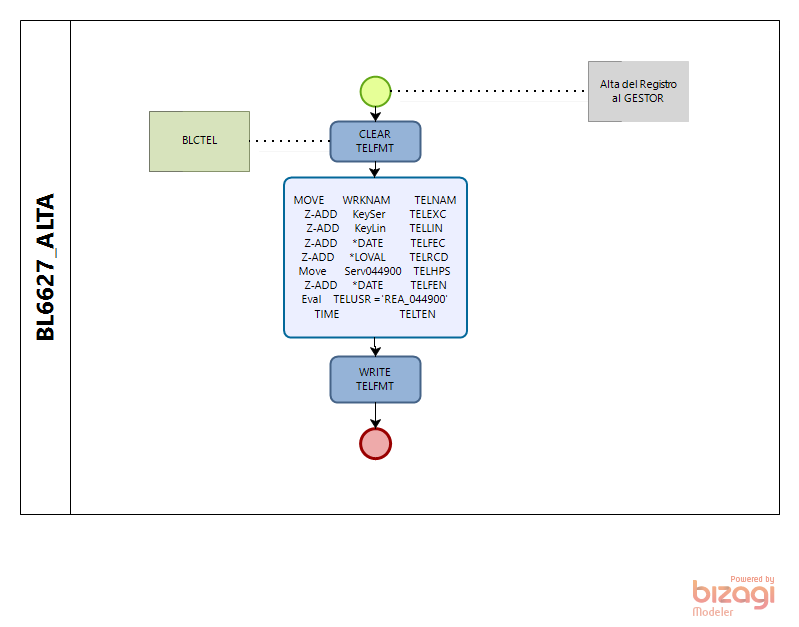 BL6627_ALTA
Alta del Registro
al GESTOR
BLCTEL
CLEAR
TELFMT
MOVE WRKNAM TELNAM
Z-ADD KeySer TELEXC
Z-ADD KeyLin TELLIN
Z-ADD *DATE TELFEC
Z-ADD *LOVAL TELRCD
Move Serv044900 TELHPS
Z-ADD *DATE TELFEN
Eval TELUSR ='REA_044900'
TIME TELTEN
WRITE
TELFMT
Powered by
bizagi
Modeler